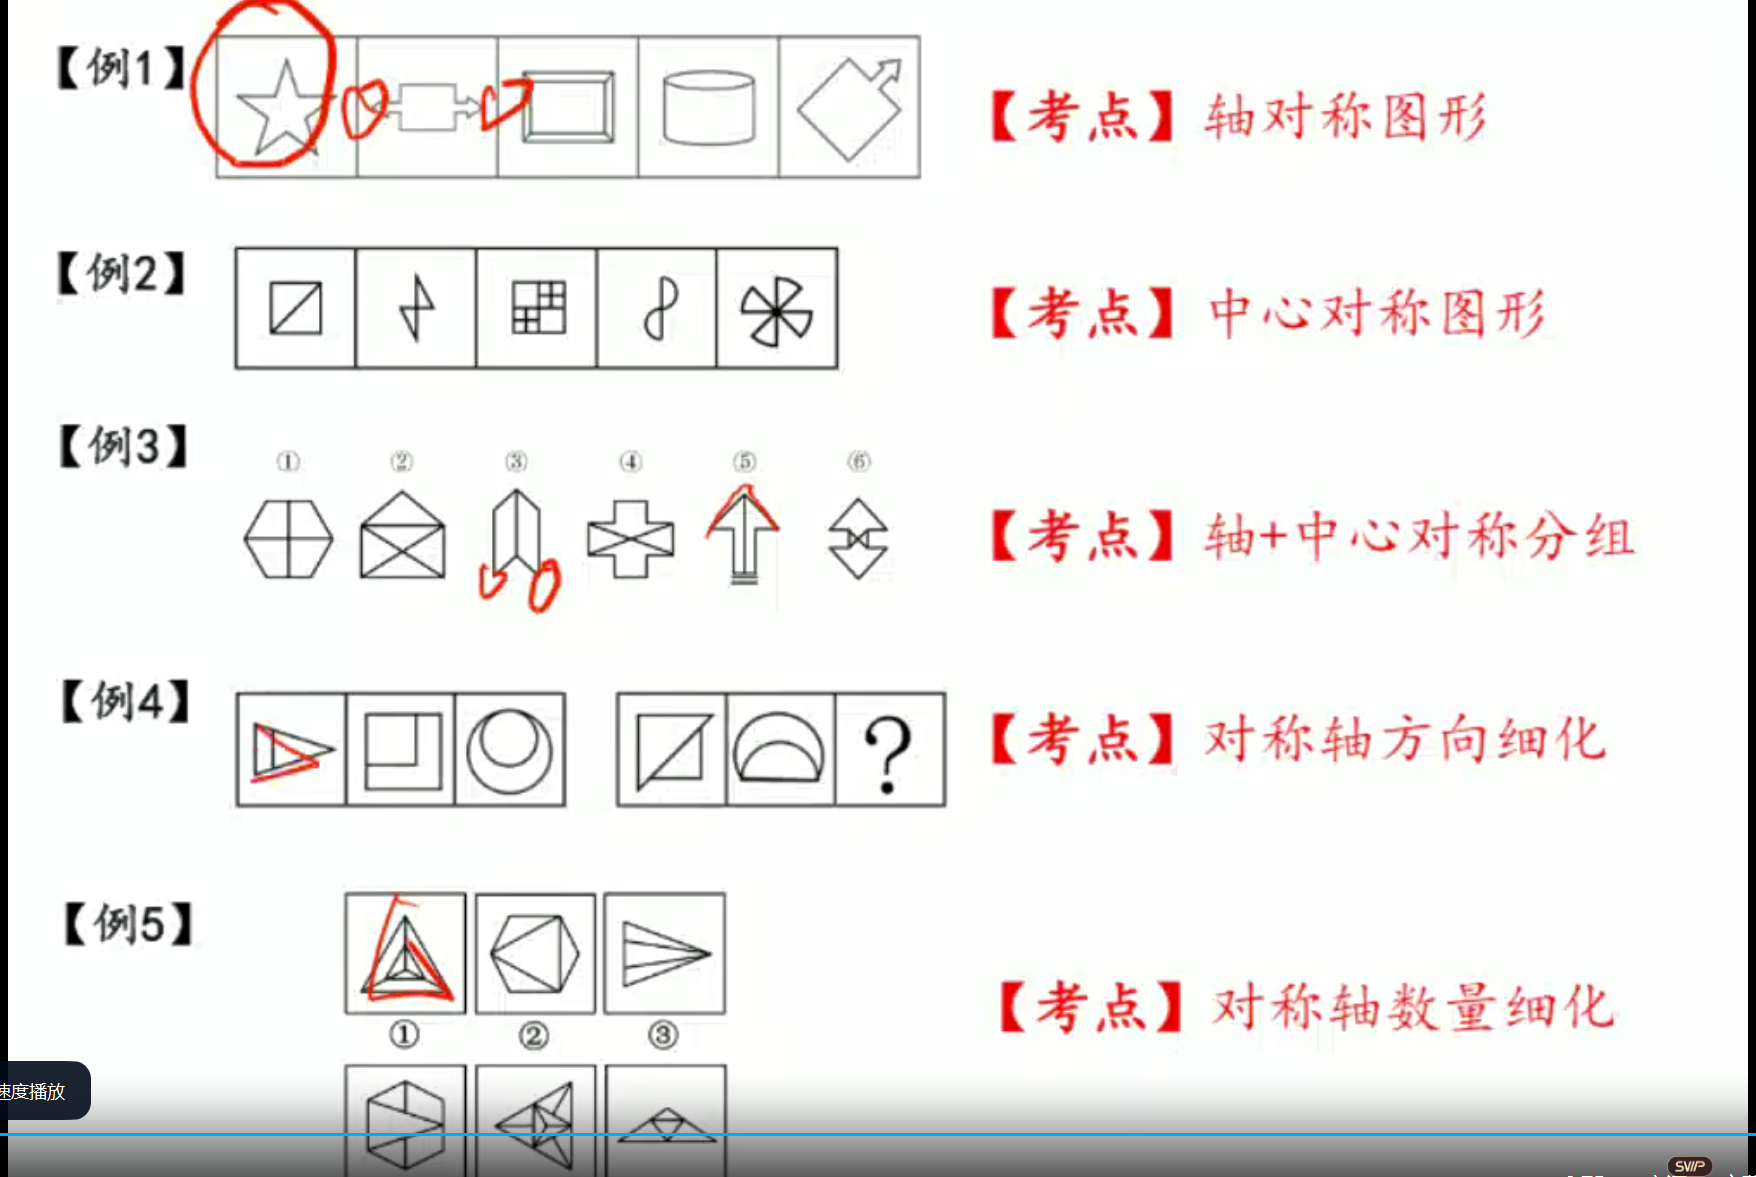 【例1】
【考点】轴对称图形
【例2】
【考点】中心对称图形
【例3】
① ② ③ ④ ⑤ ⑥
【考点】轴+中心对称分组
【例4】
?
【考点】对称轴方向细化
【例5】
① ② ③
【考点】对称轴数量细化
速度播放
SVIP